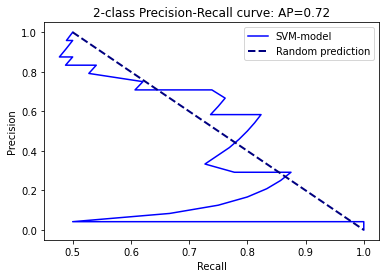 2-class Precision-Recall curve: AP=0.72
SVM-model
Random prediction
Precision
1.0
0.8
0.6
0.4
0.2
0.0
0.5 0.6 0.7 0.8 0.9 1.0
Recall